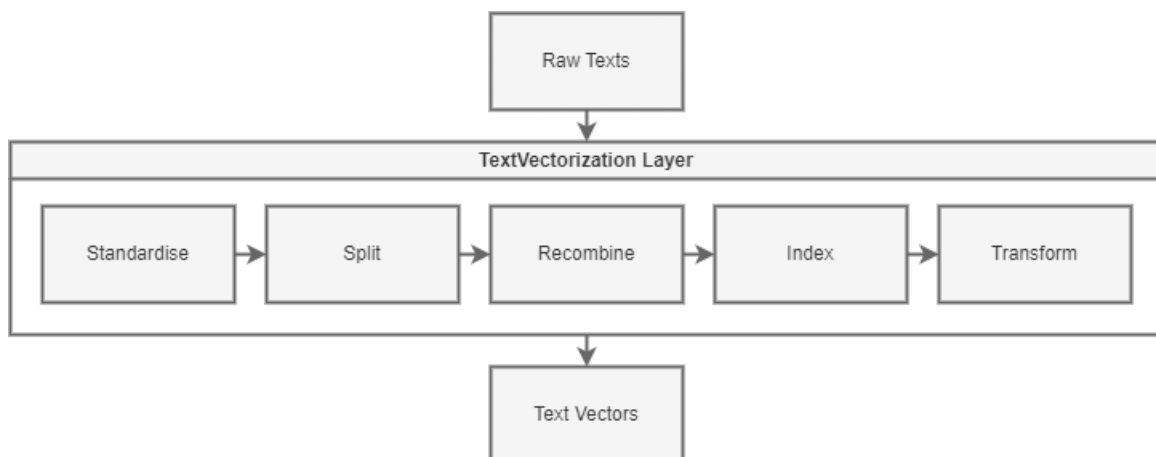 Raw Texts
TextVectorization Layer
Standardise
Split
Recombine
Index
Transform
Text Vectors